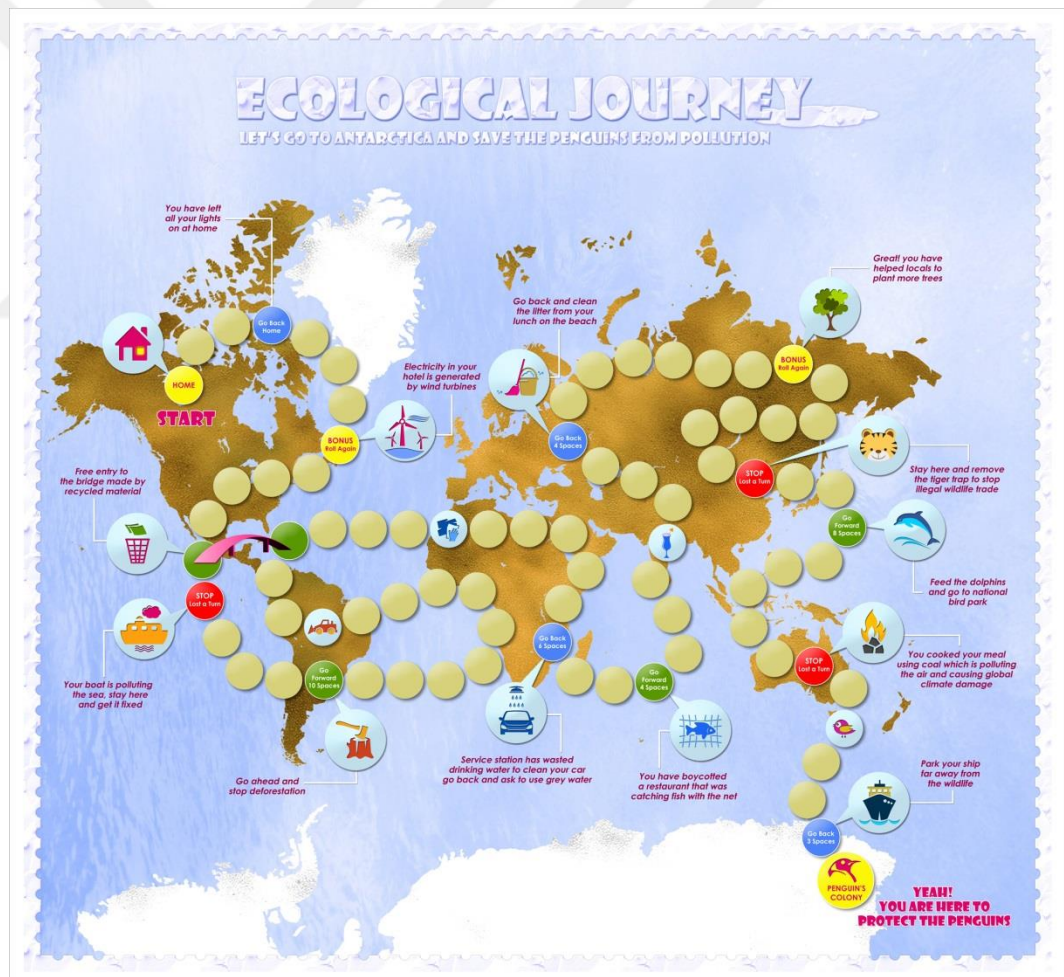 ECOLOGICAL JOURNEY
LET'S GO TO ANTARCTICA AND SAVE THE PENGUINS FROM POLLUTION
You have left
all your lights
on at home
Go Back
Home
HOME
START
Great! you have
helped locals to
plant more trees
BONUS
Roll Again
Go back and clean
the litter from your
lunch on the beach
Go Back
4 Spaces
Electricity in your
hotel is generated
by wind turbines
BONUS
Roll Again
Stay here and remove
the tiger trap to stop
illegal wildlife trade
STOP
Lost a Turn
Free entry to
the bridge made by
recycled material
Go
Forward
8 Spaces
Feed the dolphins
and go to national
bird park
STOP
Lost a Turn
Your boat is polluting
the sea, stay here
and get it fixed
Go Back
6 Spaces
STOP
Lost a Turn
You cooked your meal
using coal which is polluting
the air and causing global
climate damage
Go
Forward
10 Spaces
Go
Forward
4 Spaces
Go ahead and
stop deforestation
Service station has wasted
drinking water to clean your car
go back and ask to use grey water
You have boycotted
a restaurant that was
catching fish with the net
Park your ship
far away from
the wildlife
Go Back
3 Spaces
PENGUIN'S
COLONY
YEAH!
YOU ARE HERE TO
PROTECT THE PENGUINS